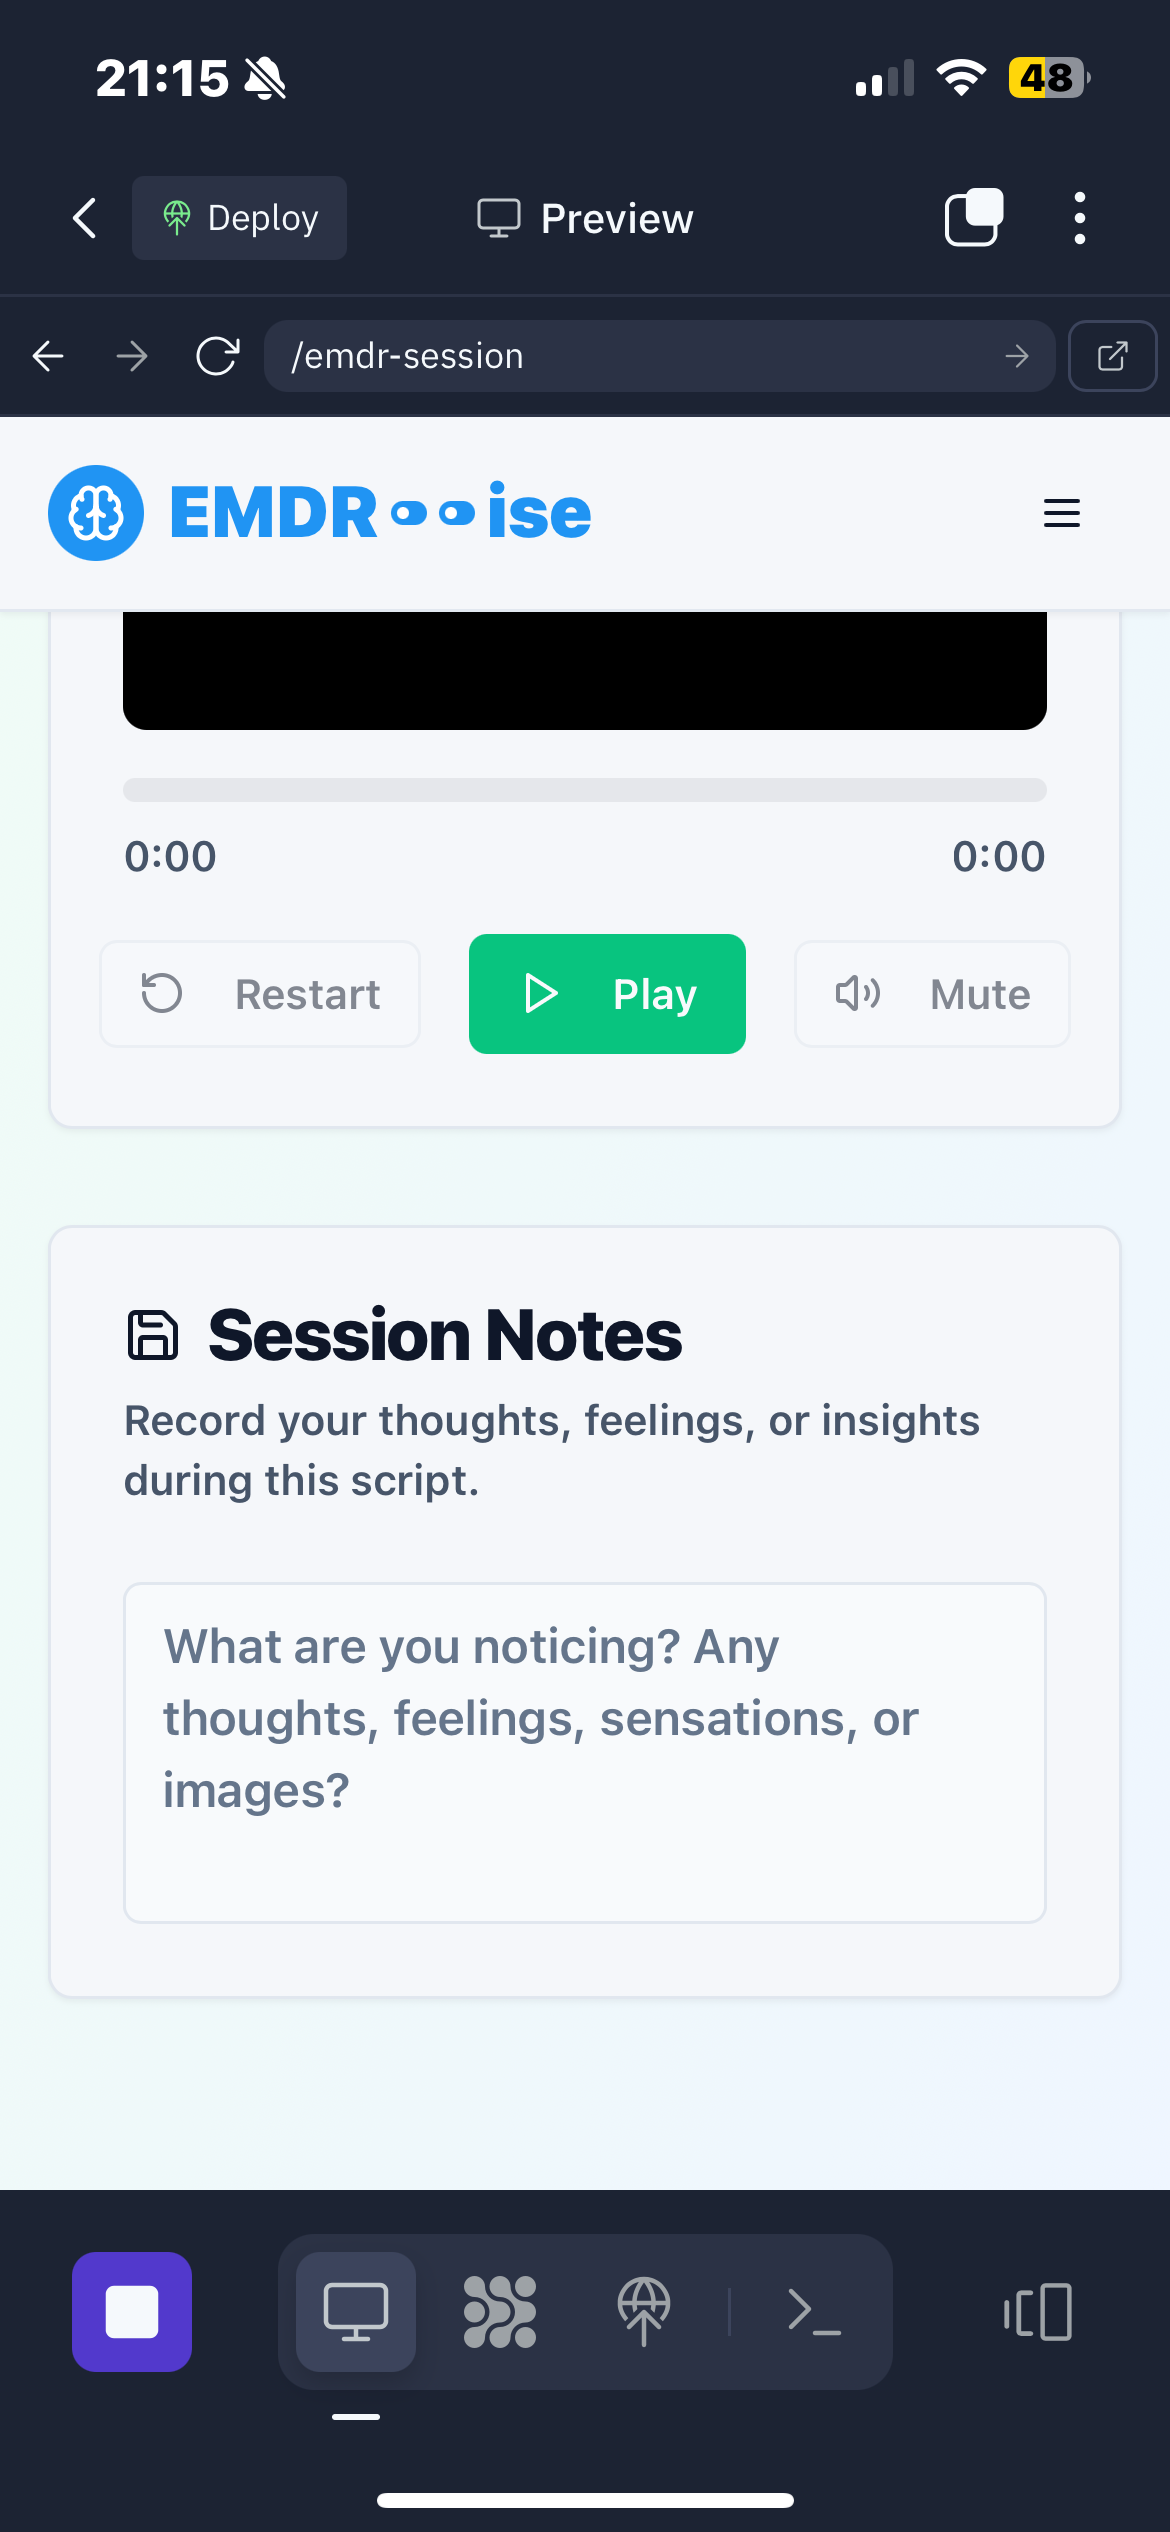 21:15
48
Deploy
Preview
/emdr-session
EMDR ise
0:00
0:00
Restart
Play
Mute
Session Notes
Record your thoughts, feelings, or insights
during this script.
What are you noticing? Any
thoughts, feelings, sensations, or
images?